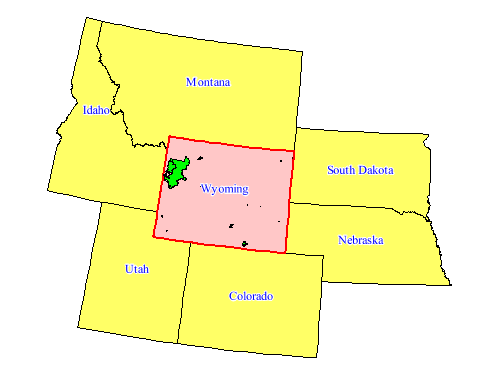 Montana
Idaho
South Dakota
Wyoming
Nebraska
Utah
Colorado